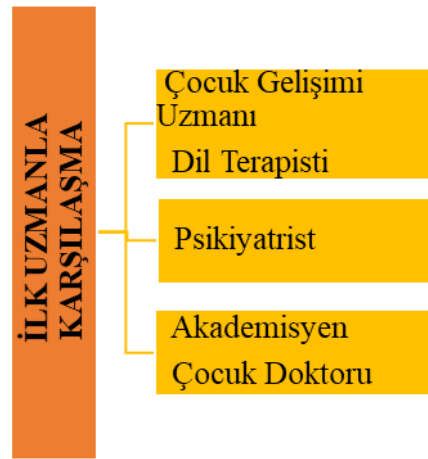 İLK UZMANLA
KARŞILAŞMA
Çocuk Gelişimi
Uzmanı
Dil Terapisti
Psikiyatrist
Akademisyen
Çocuk Doktoru